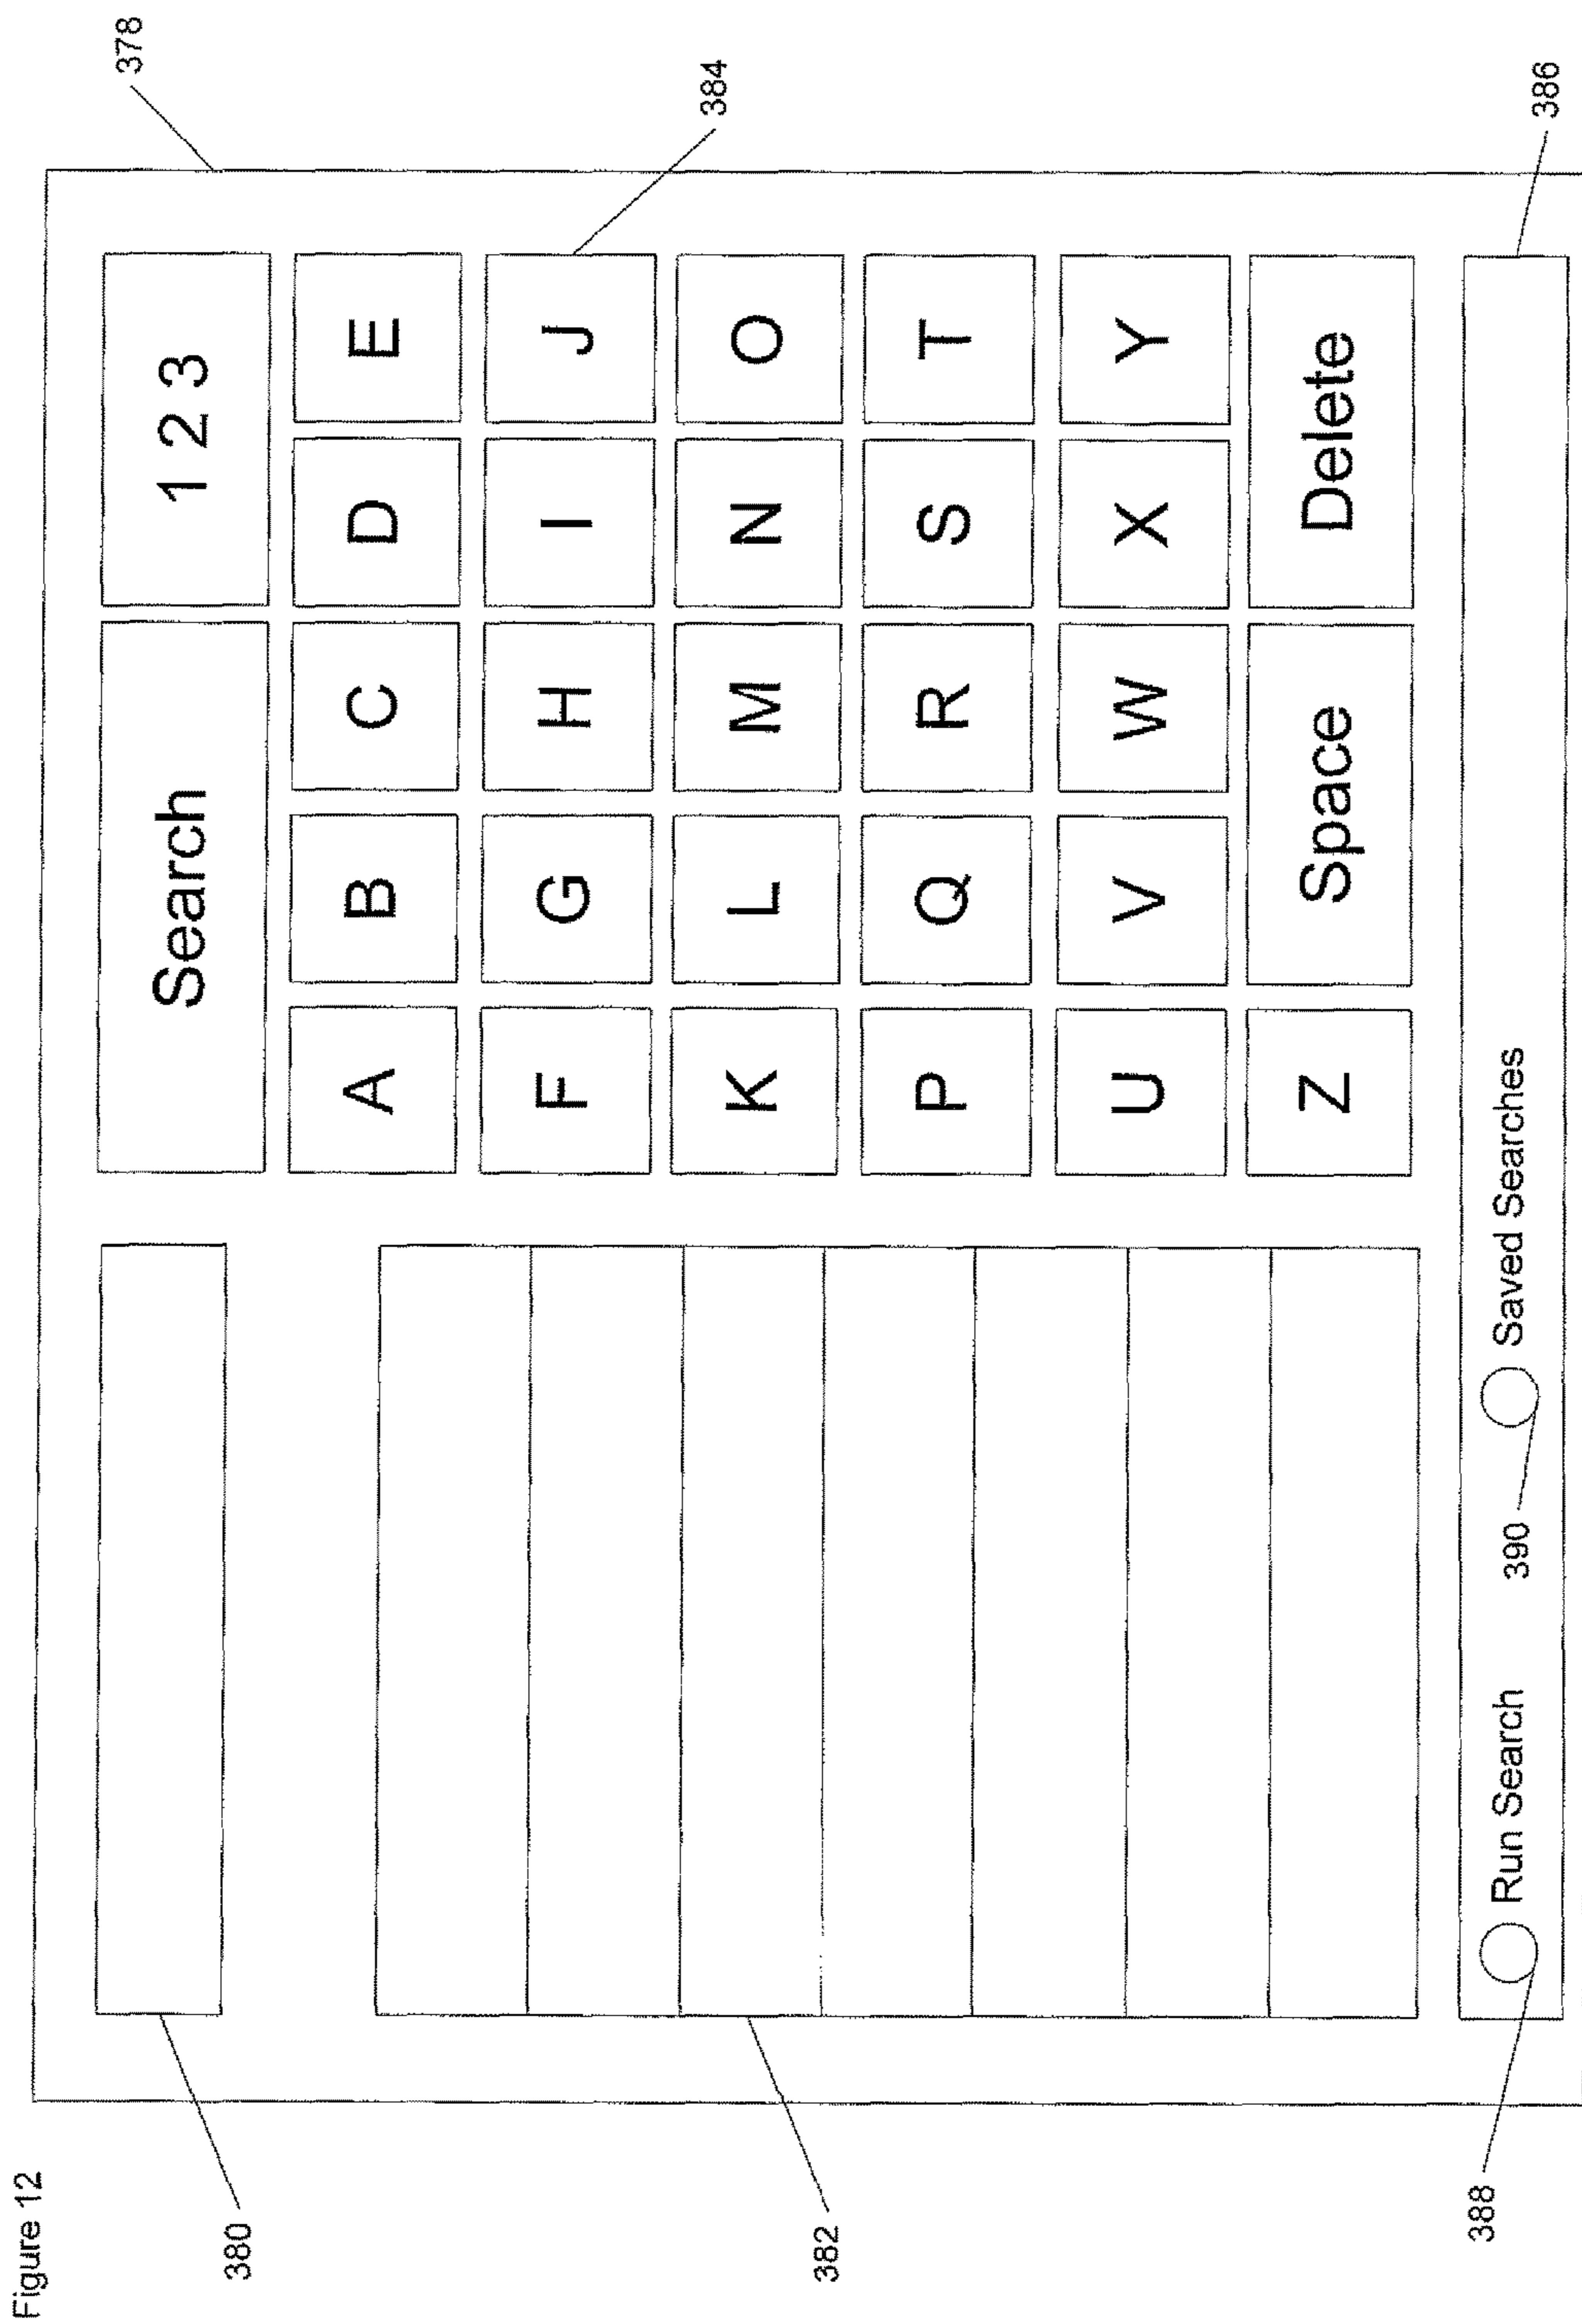 Figure 12
378
380
Search
1 2 3
A B C D E
F G H I J
384
K L M N O
382
P Q R S T
U V W X Y
Z Space Delete
Run Search
390
Saved Searches
388
386